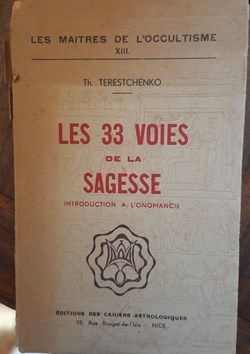 LES MAITRES DE L'OCCULTISME
XIII.
Th. TERESTCHENKO
LES 33 VOIES
DE LA
SAGESSE
INTRODUCTION A L'ONOMANCIE
EDITIONS DES CAHIERS ASTROLOGIQUES
15, Rue Rouget-de-l'Isle - NICE